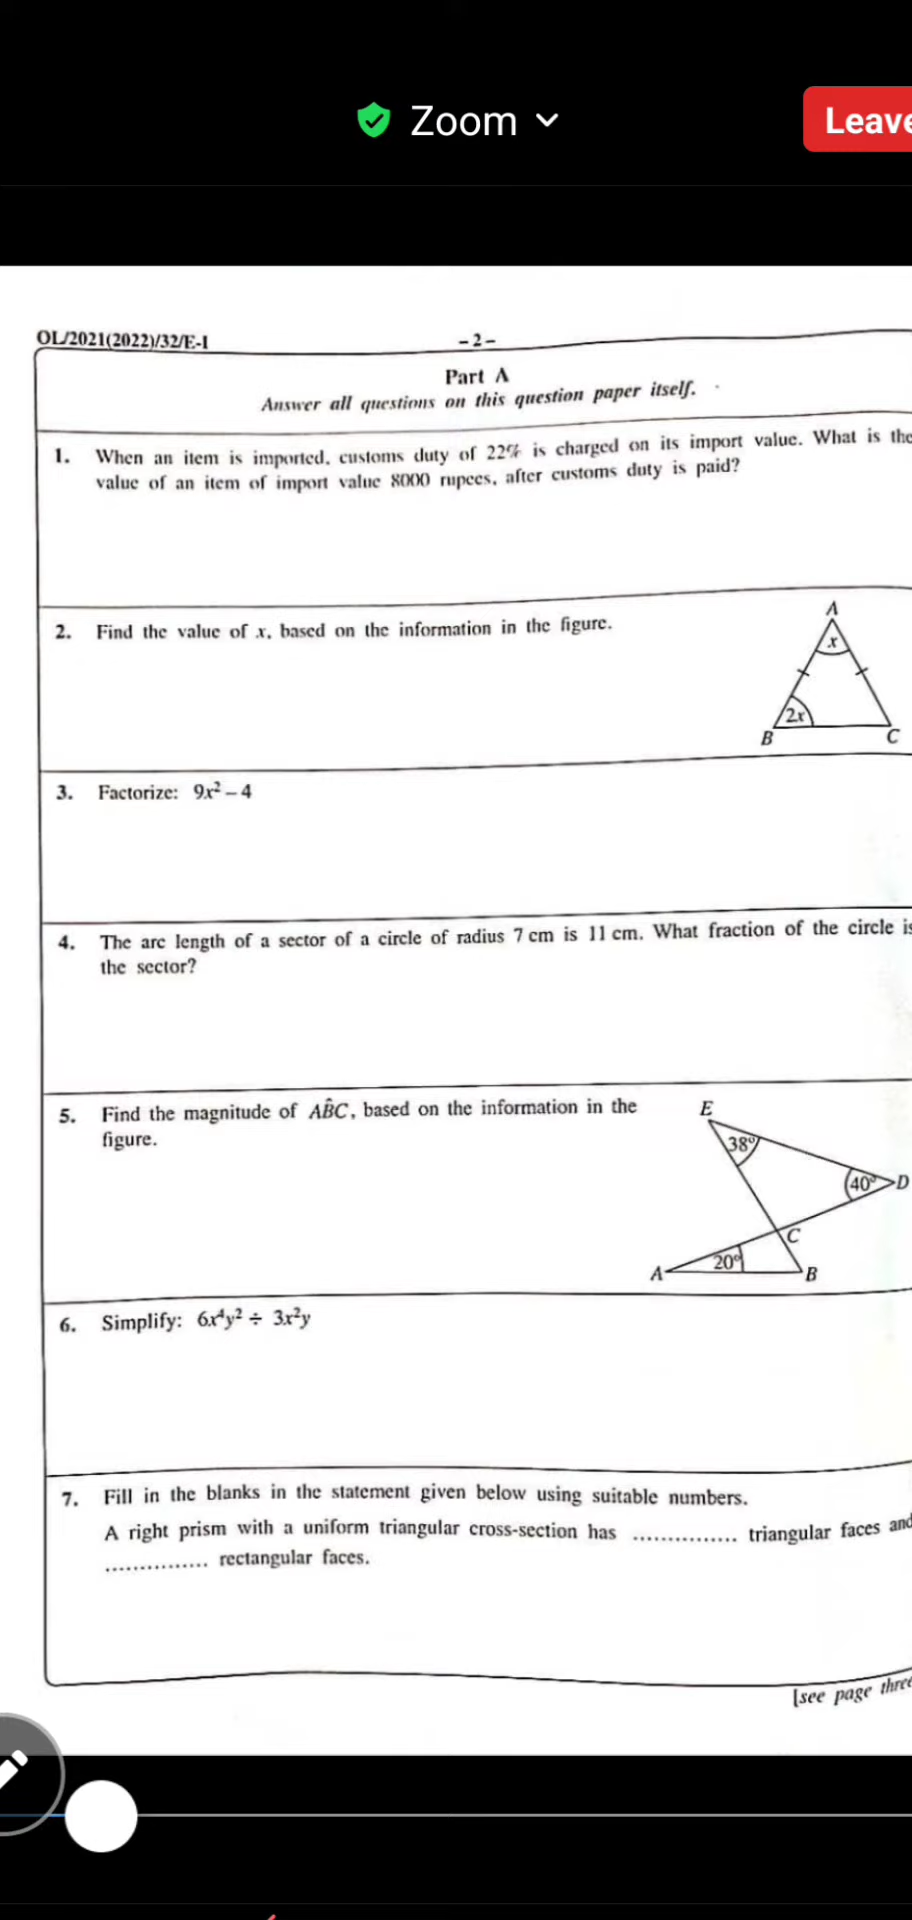 Zoom
Leave
OL/2021(2022)/32/E-I
– 2 –
Part A
Answer all questions on this question paper itself.
1. When an item is imported, customs duty of 22% is charged on its import value. What is the
value of an item of import value 8000 rupees, after customs duty is paid?
2. Find the value of x, based on the information in the figure.
A
x
2x
B
C
3. Factorize: 9x² – 4
4. The arc length of a sector of a circle of radius 7 cm is 11 cm. What fraction of the circle is
the sector?
5. Find the magnitude of AB̂C, based on the information in the
figure.
E
38°
40°
D
C
20°
A
B
6. Simplify: 6x⁴y² ÷ 3x²y
7. Fill in the blanks in the statement given below using suitable numbers.
A right prism with a uniform triangular cross-section has .............. triangular faces and
.............. rectangular faces.
[see page three